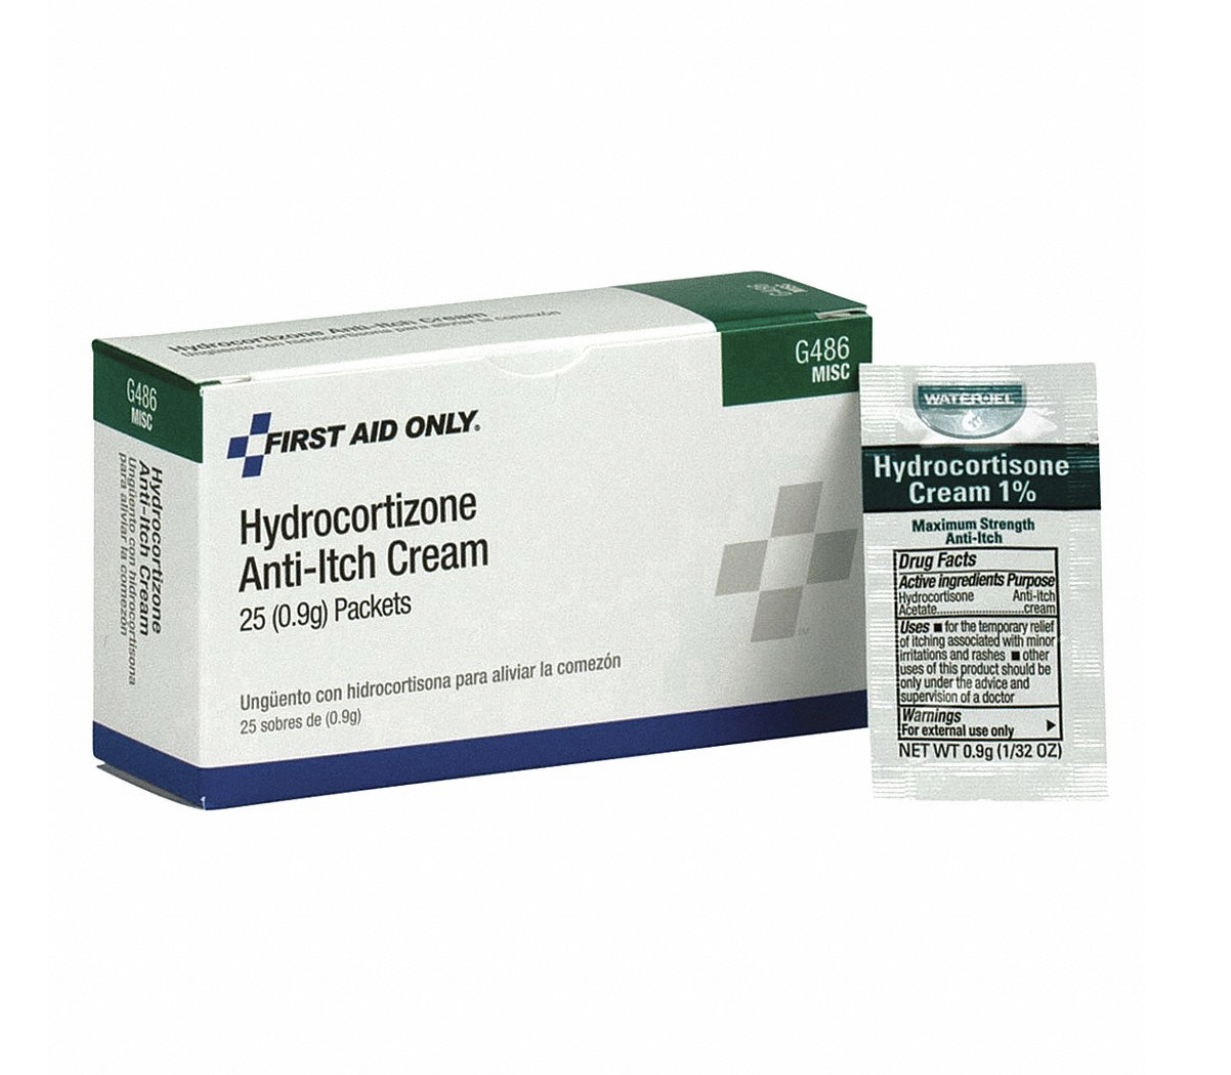 Hydrocortizone Anti-Itch Cream
Ungüento con hidrocortisona para aliviar la comezón
G486
MISC
G486
MISC
Hydrocortizone
Anti-Itch Cream
Ungüento con hidrocortisona
para aliviar la comezón
G486
MISC
FIRST AID ONLY®
Hydrocortizone
Anti-Itch Cream
25 (0.9g) Packets
Ungüento con hidrocortisona para aliviar la comezón
25 sobres de (0.9g)
TM
WATER·JEL
Hydrocortisone
Cream 1%
Maximum Strength
Anti-Itch
Drug Facts
Active ingredients Purpose
Hydrocortisone Anti-Itch
Acetate......................cream
Uses ■ for the temporary relief
of itching associated with minor
irritations and rashes ■ other
uses of this product should be
only under the advice and
supervision of a doctor
Warnings
For external use only
NET WT 0.9g (1/32 OZ)